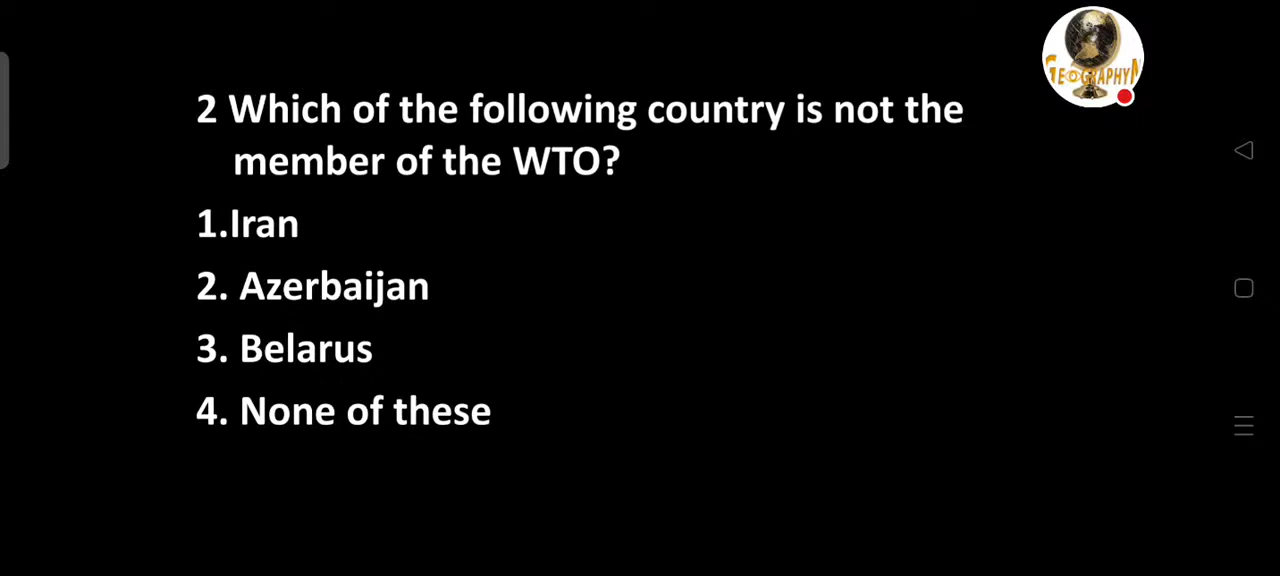 GEOGRAPHY
2 Which of the following country is not the
member of the WTO?
1.Iran
2. Azerbaijan
3. Belarus
4. None of these